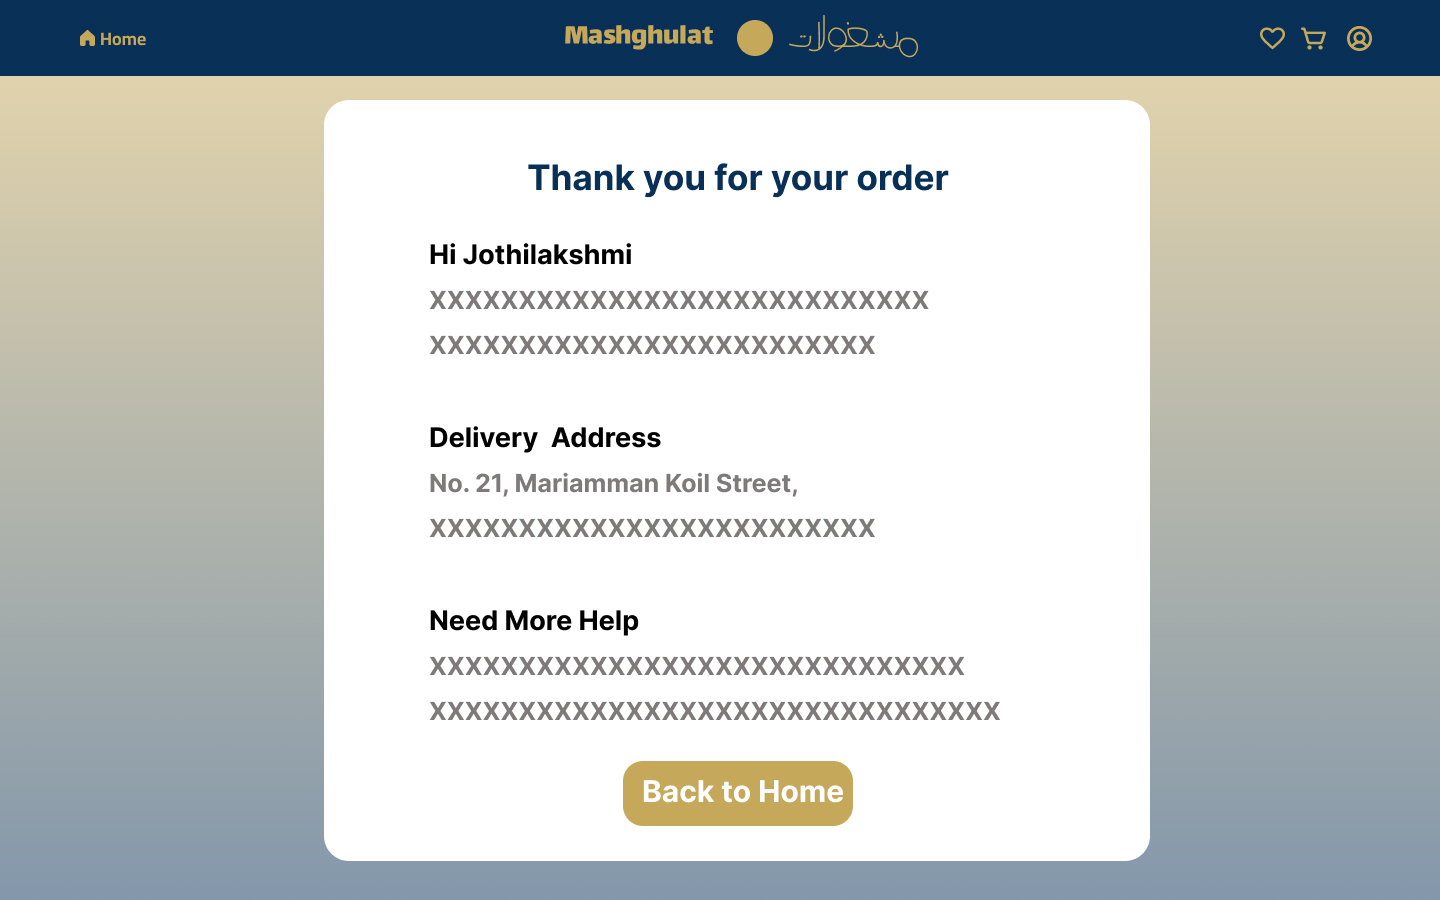 Home
Mashghulat
مشغولات
Thank you for your order
Hi Jothilakshmi
XXXXXXXXXXXXXXXXXXXXXXXXXXXX
XXXXXXXXXXXXXXXXXXXXXXXXX
Delivery Address
No. 21, Mariamman Koil Street,
XXXXXXXXXXXXXXXXXXXXXXXXX
Need More Help
XXXXXXXXXXXXXXXXXXXXXXXXXXXXXX
XXXXXXXXXXXXXXXXXXXXXXXXXXXXXXXX
Back to Home